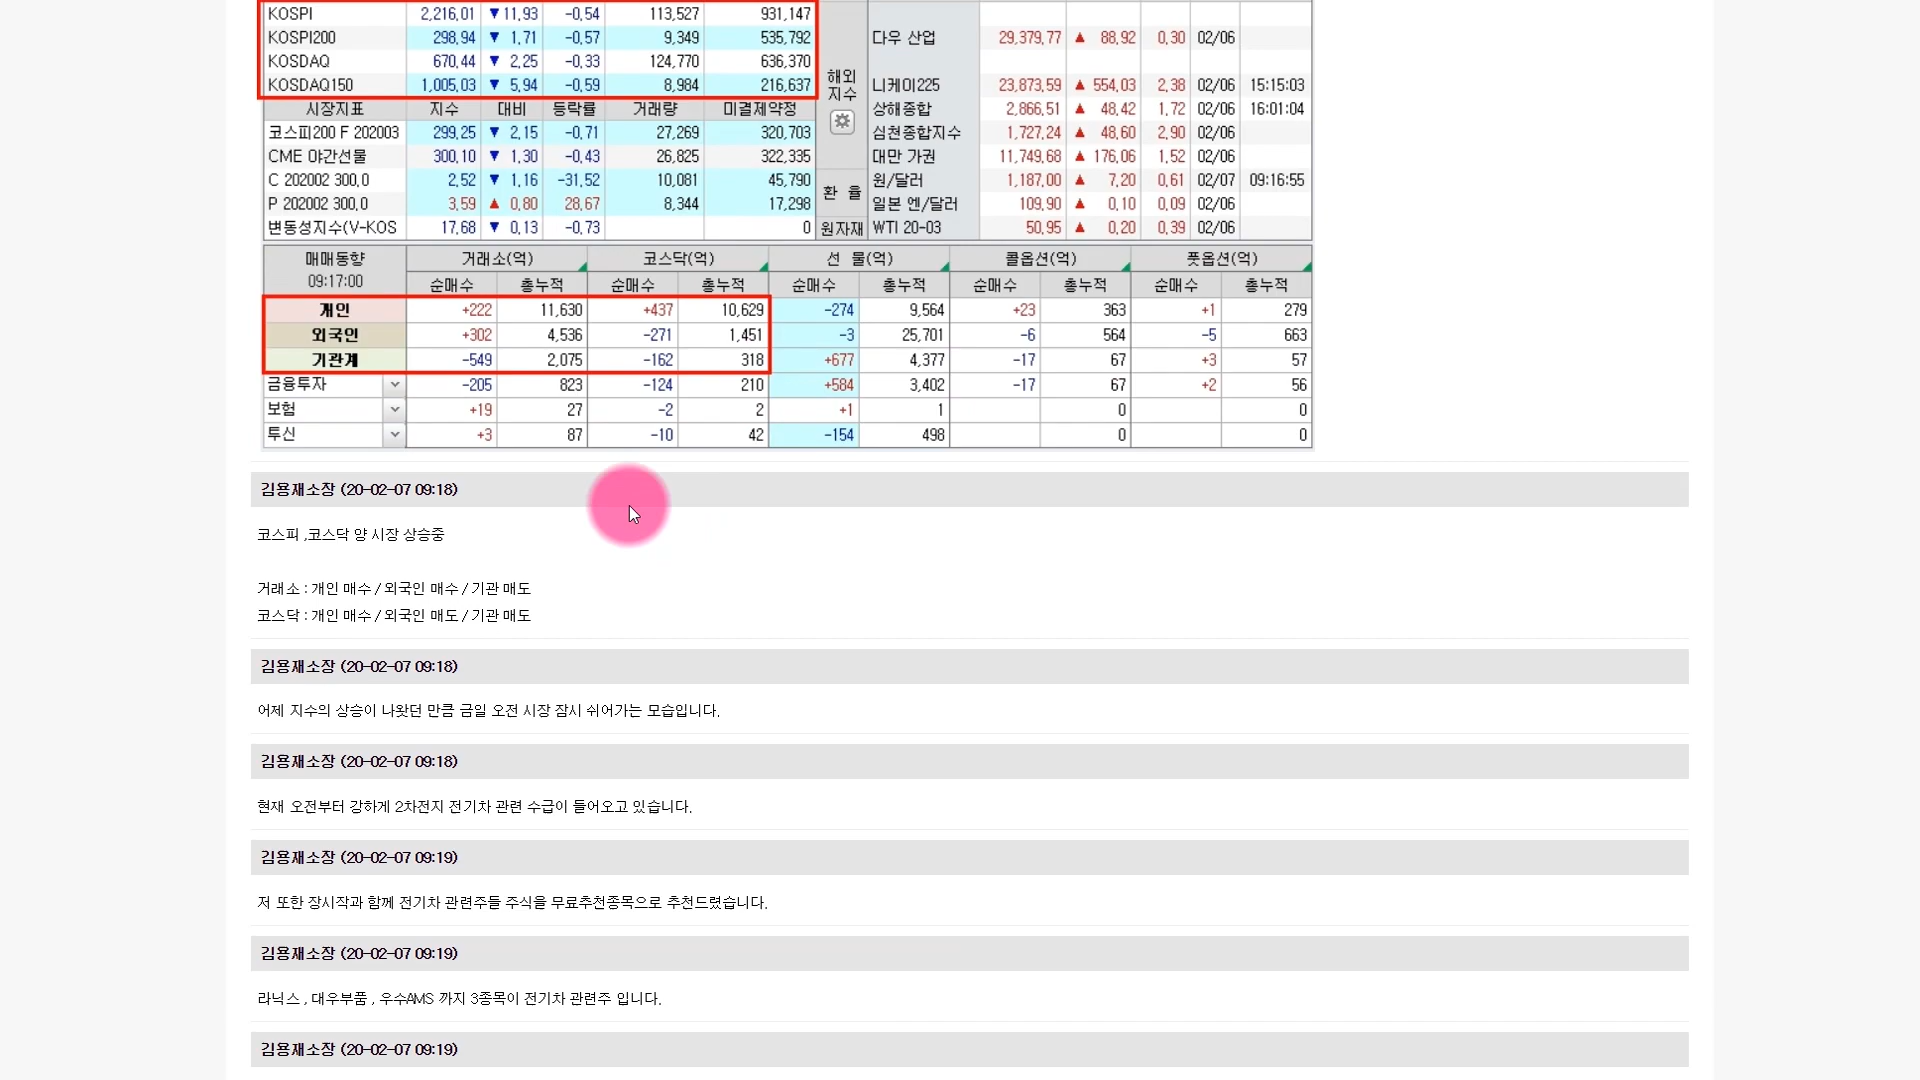 KOSPI 2,216.01 ▼ 11.93 -0.54 113,527 931,147
KOSPI200 298.94 ▼ 1.71 -0.57 9,349 535,792 다우 산업 29,379.77 ▲ 88.92 0.30 02/06
KOSDAQ 670.44 ▼ 2.25 -0.33 124,770 636,370
KOSDAQ150 1,005.03 ▼ 5.94 -0.59 8,984 216,637 해외 지수 니케이225 23,873.59 ▲ 554.03 2.38 02/06 15:15:03
시장지표 지수 대비 등락률 거래량 미결제약정 상해종합 2,866.51 ▲ 48.42 1.72 02/06 16:01:04
코스피200 F 202003 299.25 ▼ 2.15 -0.71 27,269 320,703 심천종합지수 1,727.24 ▲ 48.60 2.90 02/06
CME 야간선물 300.10 ▼ 1.30 -0.43 26,825 322,335 대만 가권 11,749.68 ▲ 176.06 1.52 02/06
C 202002 300.0 2.52 ▼ 1.16 -31.52 10,081 45,790 환 율 원/달러 1,187.00 ▲ 7.20 0.61 02/07 09:16:55
P 202002 300.0 3.59 ▲ 0.80 28.67 8,344 17,298 일본 엔/달러 109.90 ▲ 0.10 0.09 02/06
변동성지수(V-KOS 17.68 ▼ 0.13 -0.73 0 원자재 WTI 20-03 50.95 ▲ 0.20 0.39 02/06
매매동향 거래소(억) 코스닥(억) 선 물(억) 콜옵션(억) 풋옵션(억)
09:17:00 순매수 총누적 순매수 총누적 순매수 총누적 순매수 총누적 순매수 총누적
개인 +222 11,630 +437 10,629 -274 9,564 +23 363 +1 279
외국인 +302 4,536 -271 1,451 -3 25,701 -6 564 -5 663
기관계 -549 2,075 -162 318 +677 4,377 -17 67 +3 57
금융투자 -205 823 -124 210 +584 3,402 -17 67 +2 56
보험 +19 27 -2 2 +1 1 0 0
투신 +3 87 -10 42 -154 498 0 0
김용재소장 (20-02-07 09:18)
코스피 ,코스닥 양 시장 상승중
거래소 : 개인 매수 / 외국인 매수 / 기관 매도
코스닥 : 개인 매수 / 외국인 매도 / 기관 매도
김용재소장 (20-02-07 09:18)
어제 지수의 상승이 나왓던 만큼 금일 오전 시장 잠시 쉬어가는 모습입니다.
김용재소장 (20-02-07 09:18)
현재 오전부터 강하게 2차전지 전기차 관련 수급이 들어오고 있습니다.
김용재소장 (20-02-07 09:19)
저 또한 장시작과 함께 전기차 관련주들 주식을 무료추천종목으로 추천드렸습니다.
김용재소장 (20-02-07 09:19)
라닉스 , 대우부품 , 우수AMS 까지 3종목이 전기차 관련주 입니다.
김용재소장 (20-02-07 09:19)